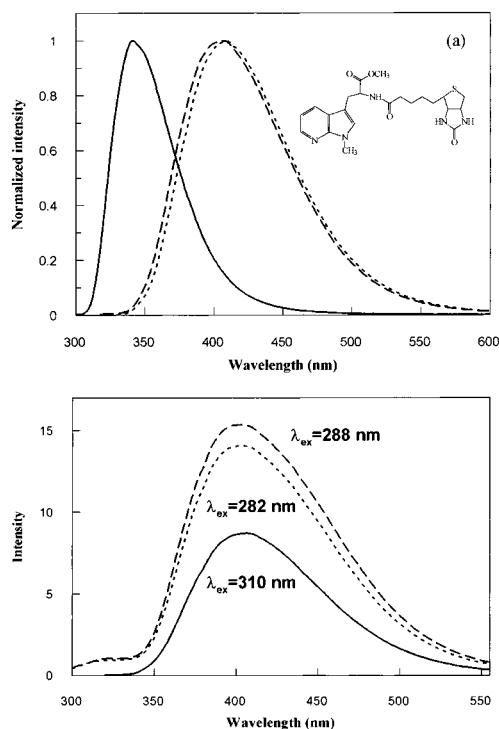 (a)
Normalized intensity
1
0.8
0.6
0.4
0.2
0
OCH₃
O
NH
O
S
HN
NH
O
N
N
CH₃
300 350 400 450 500 550 600
Wavelength (nm)
Intensity
15
10
5
0
λex=288 nm
λex=282 nm
λex=310 nm
300 350 400 450 500 550
Wavelength (nm)